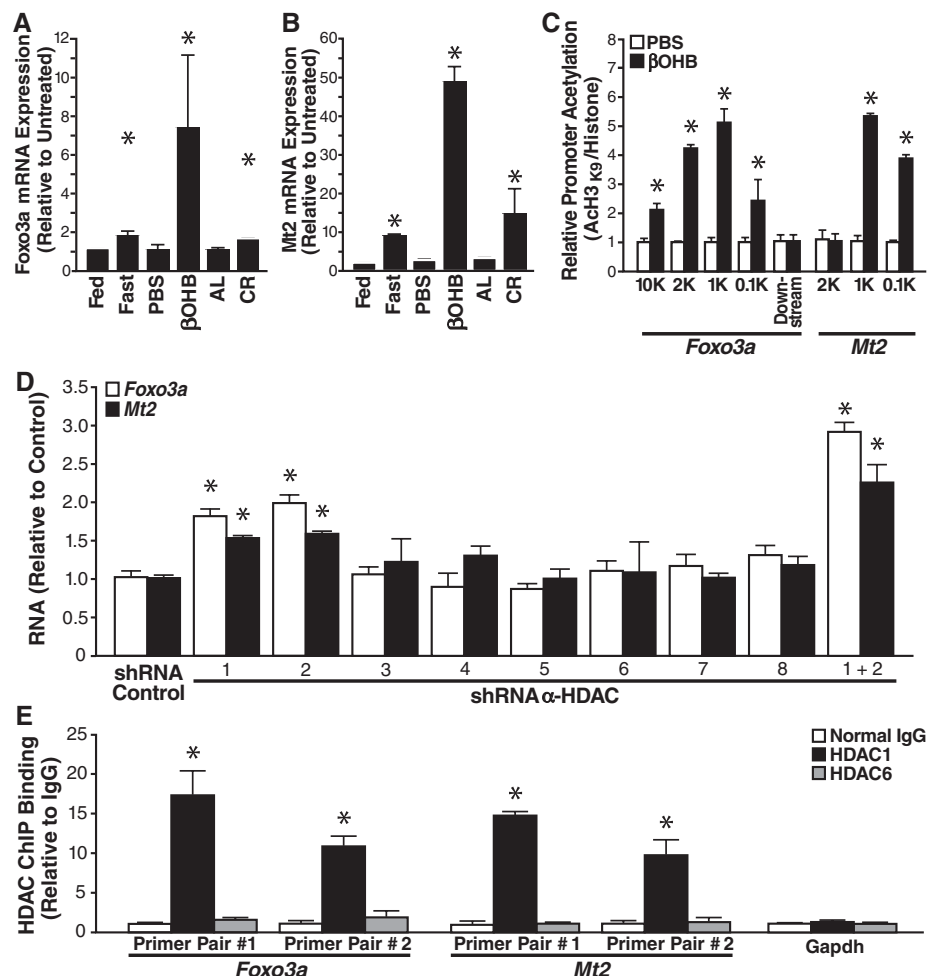 A
Foxo3a mRNA Expression
(Relative to Untreated)
12
10
8
6
4
2
0
*
*
*
Fed
Fast
PBS
βOHB
AL
CR
B
Mt2 mRNA Expression
(Relative to Untreated)
60
50
40
30
20
10
0
*
*
*
Fed
Fast
PBS
βOHB
AL
CR
C
Relative Promoter Acetylation
(AcH3 K9/Histone)
8
7
6
5
4
3
2
1
0
PBS
βOHB
*
*
*
*
*
*
10K 2K 1K 0.1K Down-stream 2K 1K 0.1K
Foxo3a Mt2
D
RNA (Relative to Control)
3.5
3.0
2.5
2.0
1.5
1.0
0.5
0
Foxo3a
Mt2
*
*
*
*
*
*
shRNA
Control
1 2 3 4 5 6 7 8 1 + 2
shRNA α-HDAC
E
HDAC ChIP Binding
(Relative to IgG)
25
20
15
10
5
0
Normal IgG
HDAC1
HDAC6
*
*
*
*
Primer Pair #1 Primer Pair #2 Primer Pair #1 Primer Pair #2 Gapdh
Foxo3a Mt2